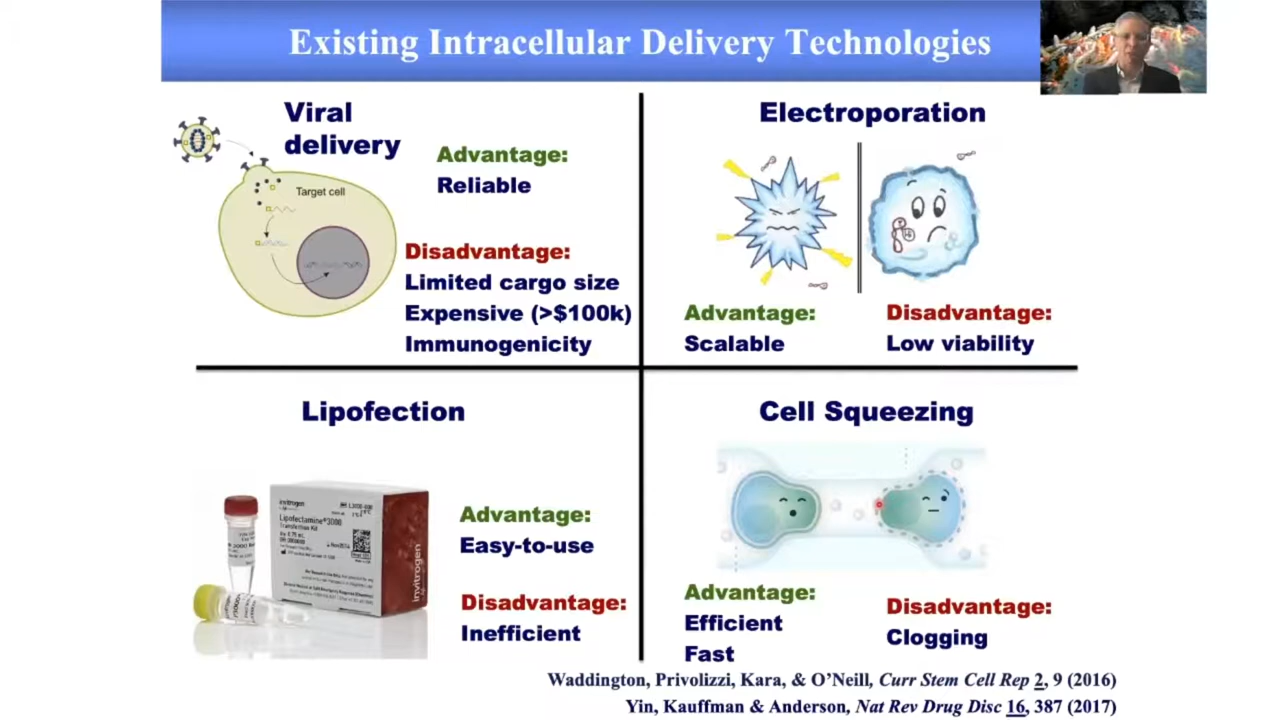 Existing Intracellular Delivery Technologies
Viral
delivery
Target cell
Advantage:
Reliable
Disadvantage:
Limited cargo size
Expensive (>$100k)
Immunogenicity
Electroporation
Advantage:
Scalable
Disadvantage:
Low viability
Lipofection
invitrogen
Lipofectamine®3000
Transfection Kit
invitrogen
Advantage:
Easy-to-use
Disadvantage:
Inefficient
Cell Squeezing
Advantage:
Efficient
Fast
Disadvantage:
Clogging
Waddington, Privolizzi, Kara, & O’Neill, Curr Stem Cell Rep 2, 9 (2016)
Yin, Kauffman & Anderson, Nat Rev Drug Disc 16, 387 (2017)